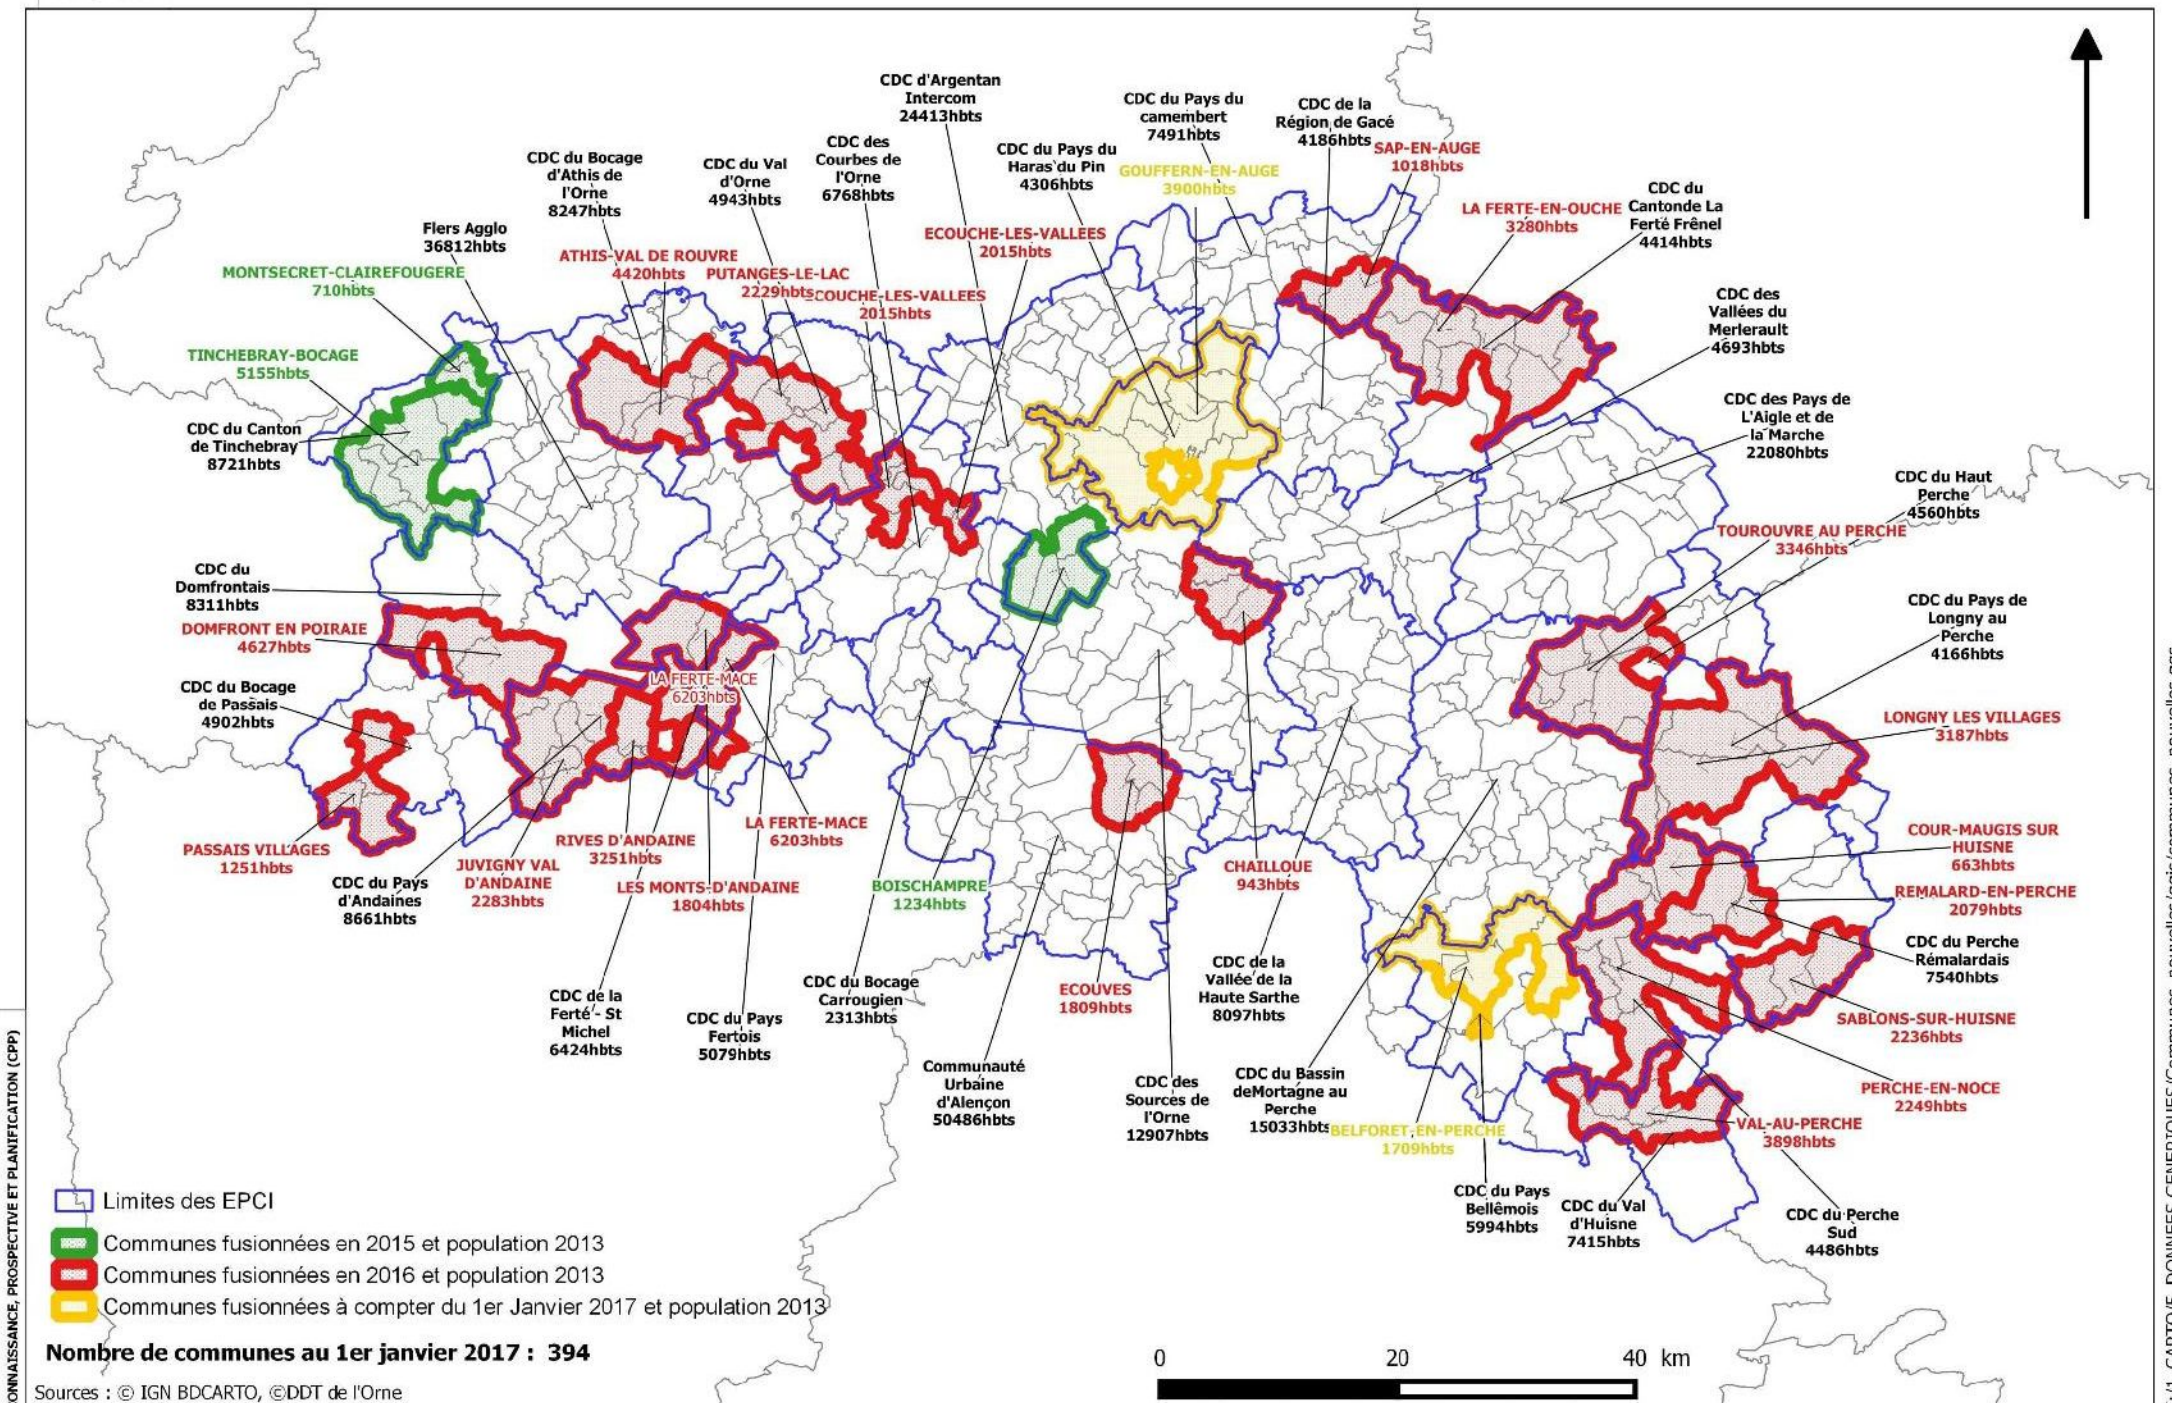 CDC d'Argentan
Intercom
24413hbts
CDC du Pays du
camembert
7491hbts
CDC de la
Région de Gacé
4186hbts
SAP-EN-AUGE
1018hbts
CDC des
Courbes de
l'Orne
6768hbts
CDC du Pays du
Haras du Pin
4306hbts
GOUFFERN-EN-AUGE
3900hbts
CDC du Bocage
d'Athis de
l'Orne
8247hbts
CDC du Val
d'Orne
4943hbts
CDC du
Cantonde La
Ferté Frênel
4414hbts
LA FERTE-EN-OUCHE
3280hbts
Flers Agglo
36812hbts
ECOUCHE-LES-VALLEES
2015hbts
ATHIS-VAL DE ROUVRE
4420hbts
PUTANGES-LE-LAC
2229hbts
COUCHE-LES-VALLEES
2015hbts
MONTSECRET-CLAIREFOUGERE
710hbts
CDC des
Vallées du
Merlerault
4693hbts
TINCHEBRAY-BOCAGE
5155hbts
CDC du Canton
de Tinchebray
8721hbts
CDC des Pays de
L'Aigle et de
la Marche
22080hbts
CDC du Haut
Perche
4560hbts
TOUROUVRE AU PERCHE
3346hbts
CDC du
Domfrontais
8311hbts
DOMFRONT EN POIRAIE
4627hbts
CDC du Pays de
Longny au
Perche
4166hbts
CDC du Bocage
de Passais
4902hbts
LA FERTE-MACE
6203hbts
LONGNY LES VILLAGES
3187hbts
PASSAIS VILLAGES
1251hbts
CDC du Pays
d'Andaines
8661hbts
JUVIGNY VAL
D'ANDAINE
2283hbts
RIVES D'ANDAINE
3251hbts
LES MONTS-D'ANDAINE
1804hbts
LA FERTE-MACE
6203hbts
BOISCHAMPRE
1234hbts
CHAILLOUE
943hbts
COUR-MAUGIS SUR
HUISNE
663hbts
REMALARD-EN-PERCHE
2079hbts
CDC du Perche
Rémalardais
7540hbts
CDC de la
Ferté - St
Michel
6424hbts
CDC du Pays
Fertois
5079hbts
CDC du Bocage
Carrougien
2313hbts
ECOUVES
1809hbts
CDC de la
Vallée de la
Haute Sarthe
8097hbts
SABLONS-SUR-HUISNE
2236hbts
Communauté
Urbaine
d'Alençon
50486hbts
CDC des
Sources de
l'Orne
12907hbts
CDC du Bassin
deMortagne au
Perche
15033hbts
BELFORET-EN-PERCHE
1709hbts
PERCHE-EN-NOCE
2249hbts
VAL-AU-PERCHE
3898hbts
CDC du Pays
Bellêmois
5994hbts
CDC du Val
d'Huisne
7415hbts
CDC du Perche
Sud
4486hbts
Limites des EPCI
Communes fusionnées en 2015 et population 2013
Communes fusionnées en 2016 et population 2013
Communes fusionnées à compter du 1er Janvier 2017 et population 2013
Nombre de communes au 1er janvier 2017 : 394
Sources : © IGN BDCARTO, ©DDT de l'Orne
0 20 40 km
ONNAISSANCE, PROSPECTIVE ET PLANIFICATION (CPP)